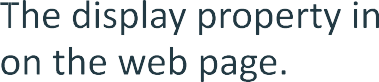 The display property in
on the web page.